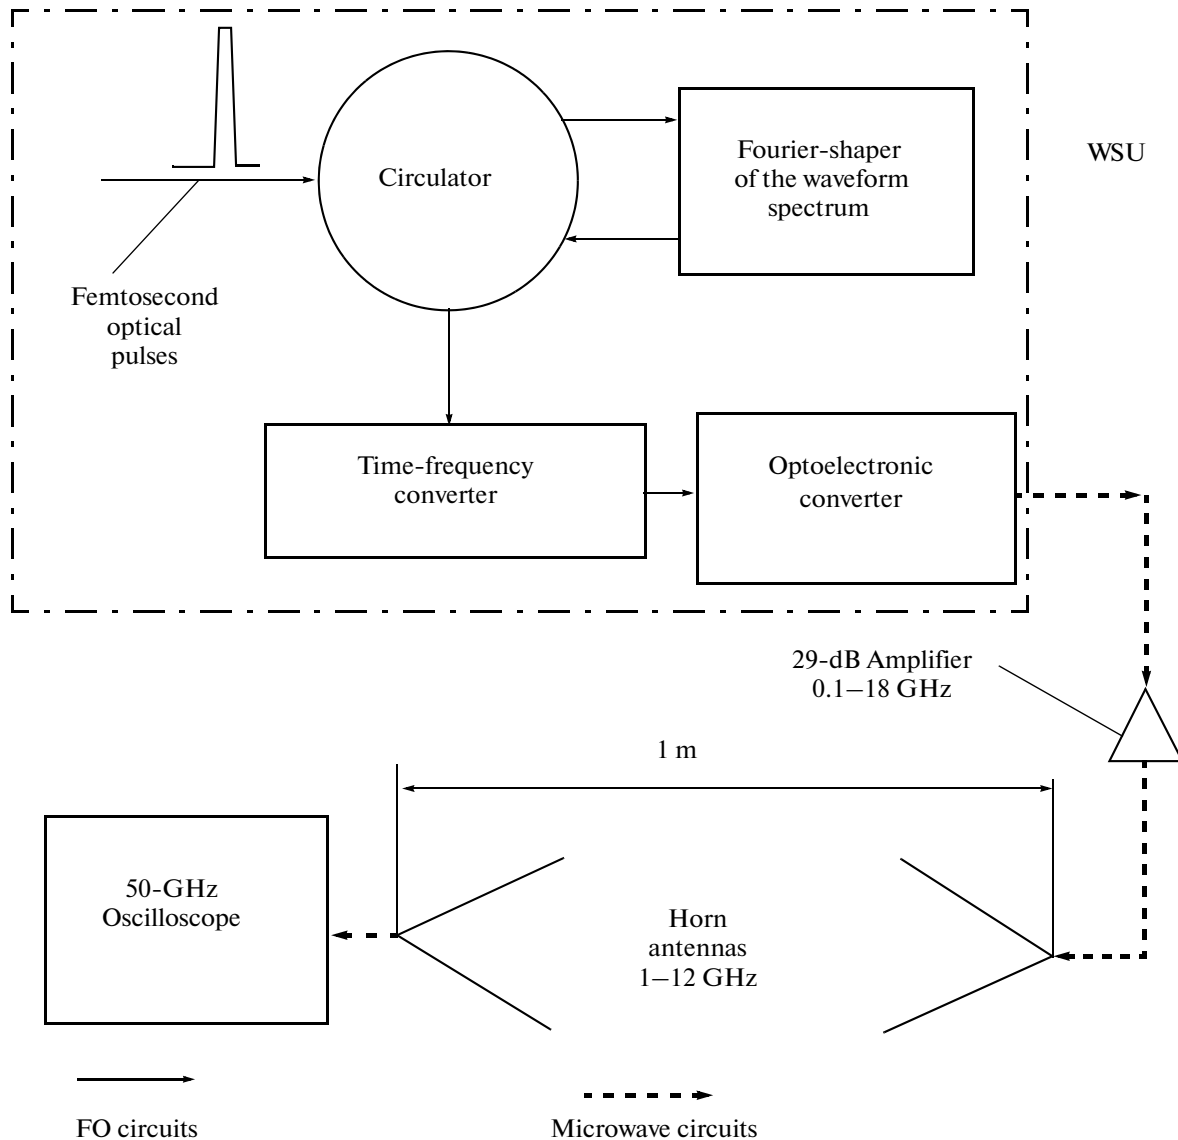 WSU
Circulator
Fourier-shaper
of the waveform
spectrum
Femtosecond
optical
pulses
Time-frequency
converter
Optoelectronic
converter
29-dB Amplifier
0.1–18 GHz
1 m
50-GHz
Oscilloscope
Horn
antennas
1–12 GHz
FO circuits
Microwave circuits